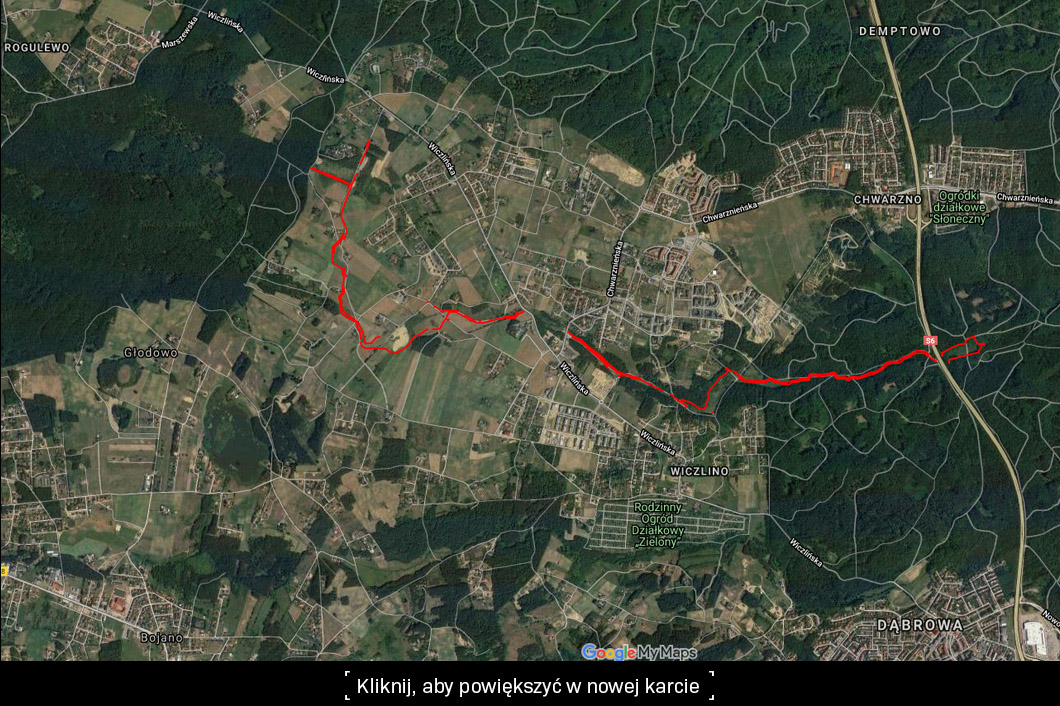 DEMPTOWO
ROGULEWO
Marszewska
Wiczlińska
Wiczlińska
Wiczlińska
CHWARZNO
Ogródki
działkowe
"Słoneczny"
Chwarznieńska
Chwarznieńska
Chwarznieńska
S6
Głodowo
Wiczlińska
Wiczlińska
WICZLINO
Rodzinny
Ogród
Działkowy
„Zielony"
Wiczlińska
Bojano
DĄBROWA
Nowo
Google My Maps
Kliknij, aby powiększyć w nowej karcie